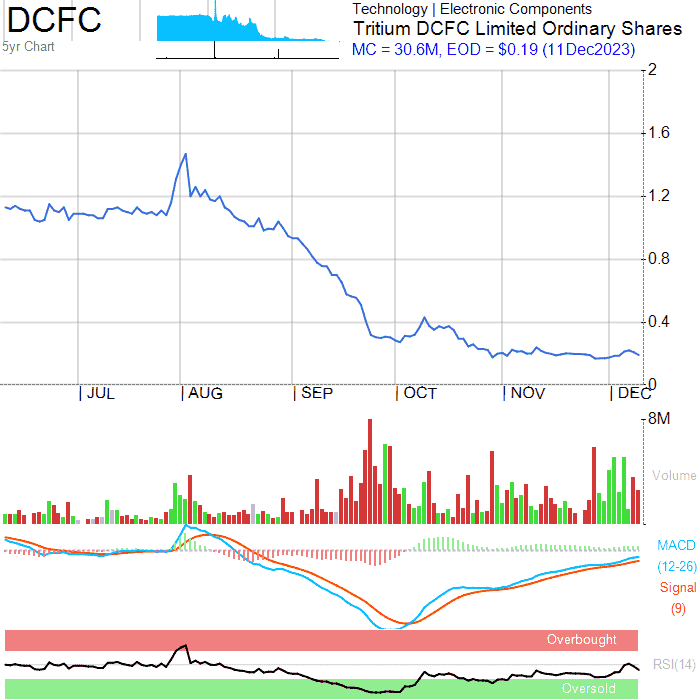 DCFC
5yr Chart
Technology | Electronic Components
Tritium DCFC Limited Ordinary Shares
MC = 30.6M, EOD = $0.19 (11Dec2023)
2
1.6
1.2
0.8
0.4
0
JUL
AUG
SEP
OCT
NOV
DEC
8M
Volume
MACD
(12-26)
Signal
(9)
Overbought
RSI(14)
Oversold